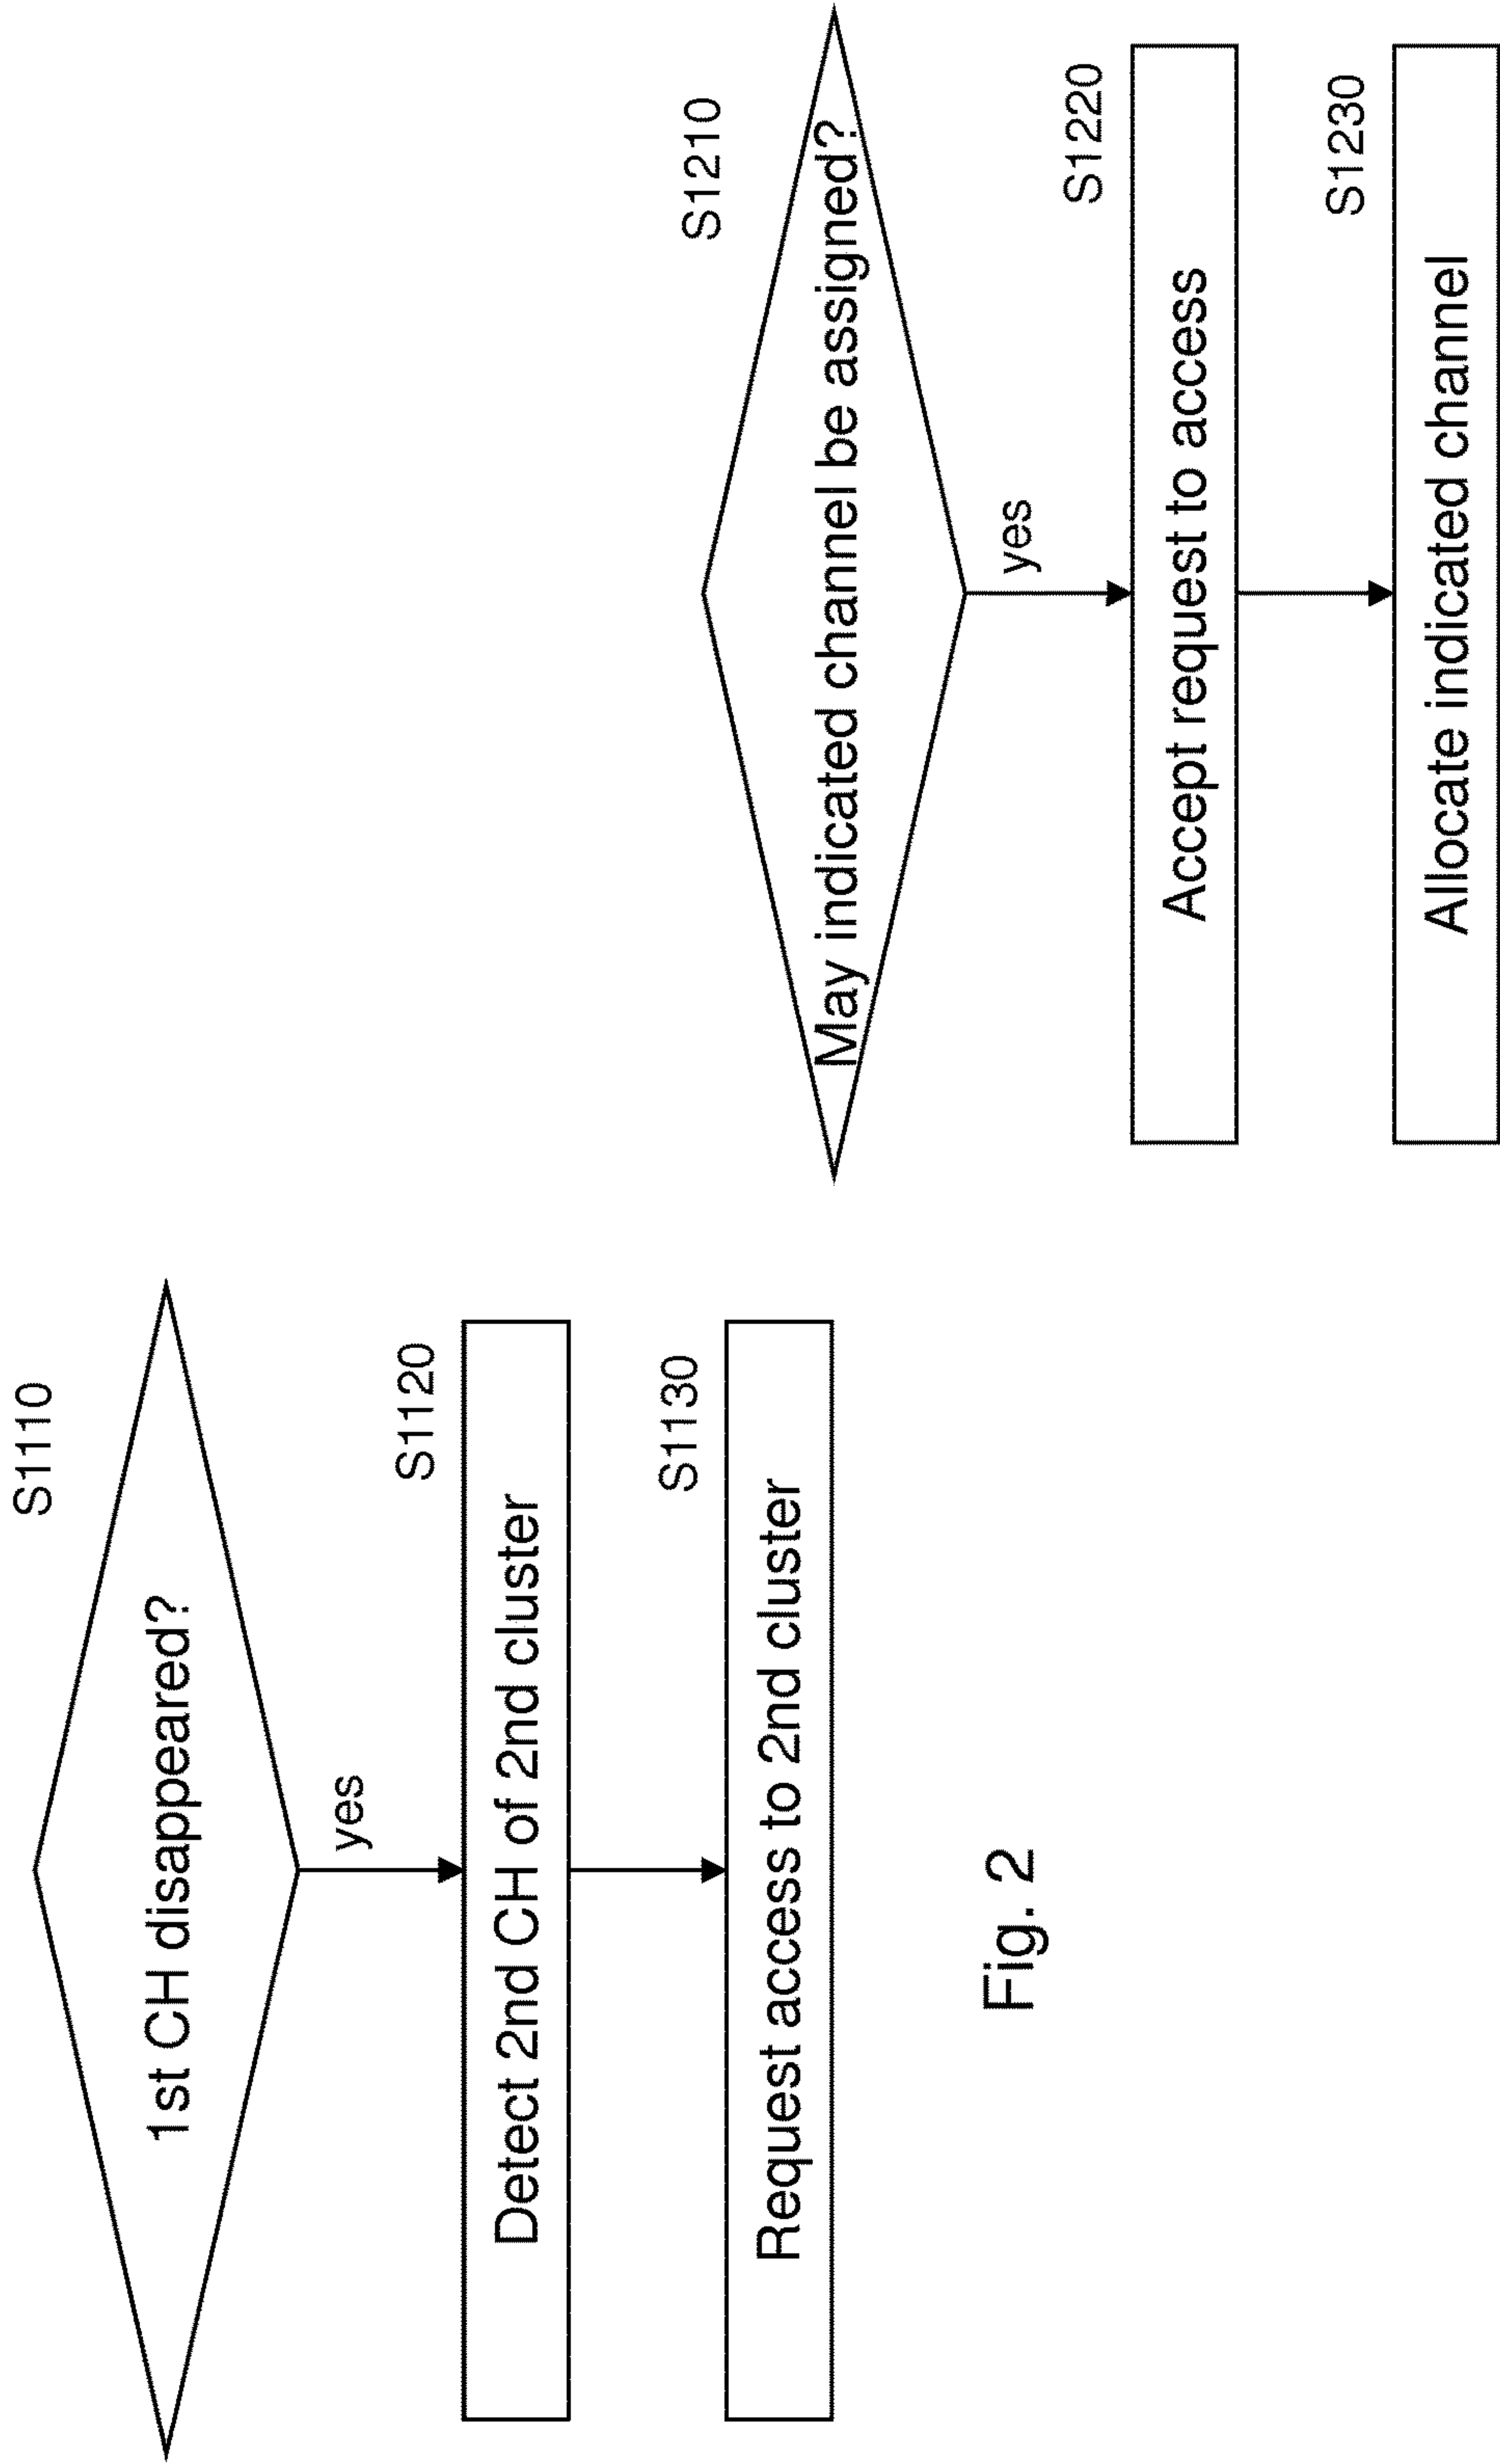 S1110
1st CH disappeared?
yes
S1120
Detect 2nd CH of 2nd cluster
S1130
Request access to 2nd cluster
S1210
May indicated channel be assigned?
yes
S1220
Accept request to access
S1230
Allocate indicated channel
Fig. 2